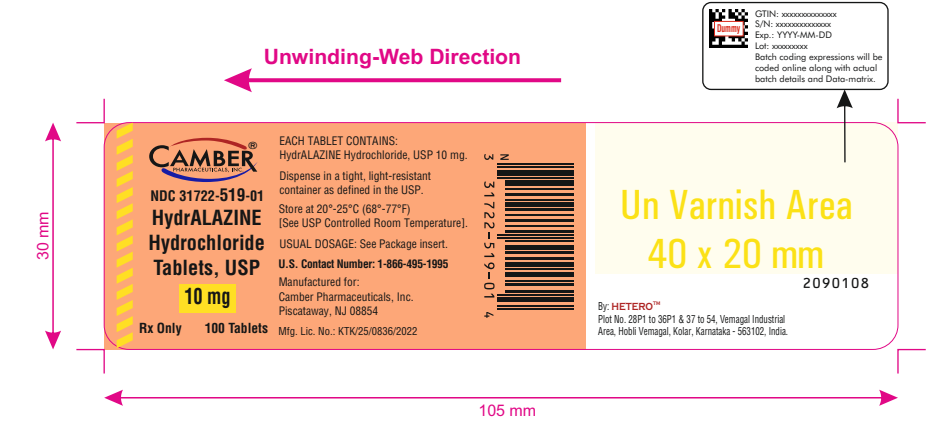 GTIN: xxxxxxxxxxxxxx
S/N: xxxxxxxxxxxxxx
Exp.: YYYY-MM-DD
Lot: xxxxxxxxx
Batch coding expressions will be
coded online along with actual
batch details and Data-matrix.
Dummy
Unwinding-Web Direction
30 mm
CAMBER®
PHARMACEUTICALS, INC.
NDC 31722-519-01
HydrALAZINE
Hydrochloride
Tablets, USP
10 mg
Rx Only 100 Tablets
EACH TABLET CONTAINS:
HydrALAZINE Hydrochloride, USP 10 mg.
Dispense in a tight, light-resistant
container as defined in the USP.
Store at 20°-25°C (68°-77°F)
[See USP Controlled Room Temperature].
USUAL DOSAGE: See Package insert.
U.S. Contact Number: 1-866-495-1995
Manufactured for:
Camber Pharmaceuticals, Inc.
Piscataway, NJ 08854
Mfg. Lic. No.: KTK/25/0836/2022
N
3 31722-519-01 4
Un Varnish Area
40 x 20 mm
2090108
By: HETERO™
Plot No. 28P1 to 36P1 & 37 to 54, Vemagal Industrial
Area, Hobli Vemagal, Kolar, Karnataka - 563102, India.
105 mm